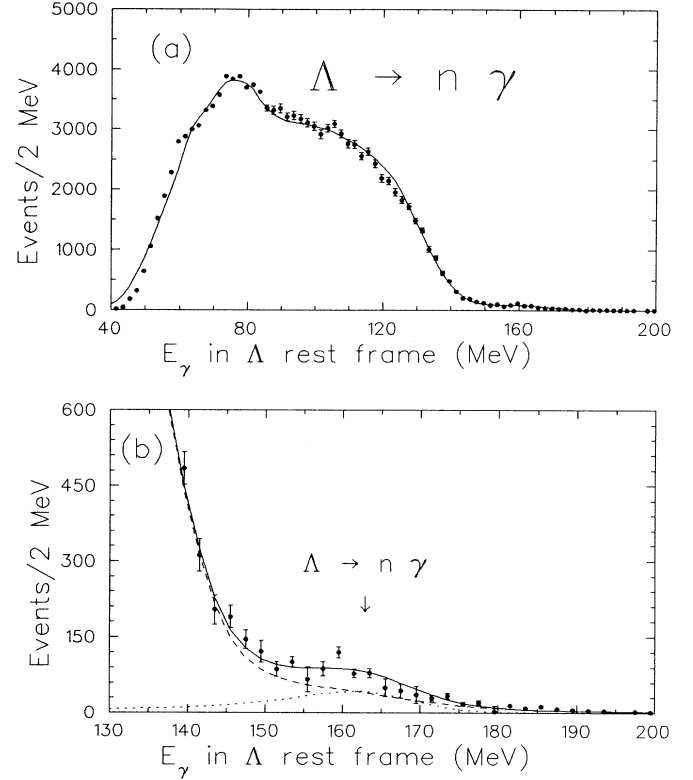 5000
4000
3000
2000
1000
0
Events/2 MeV
(a)
Λ → n γ
40 80 120 160 200
E_γ in Λ rest frame (MeV)
600
450
300
150
0
Events/2 MeV
(b)
Λ → n γ
↓
130 140 150 160 170 180 190 200
E_γ in Λ rest frame (MeV)